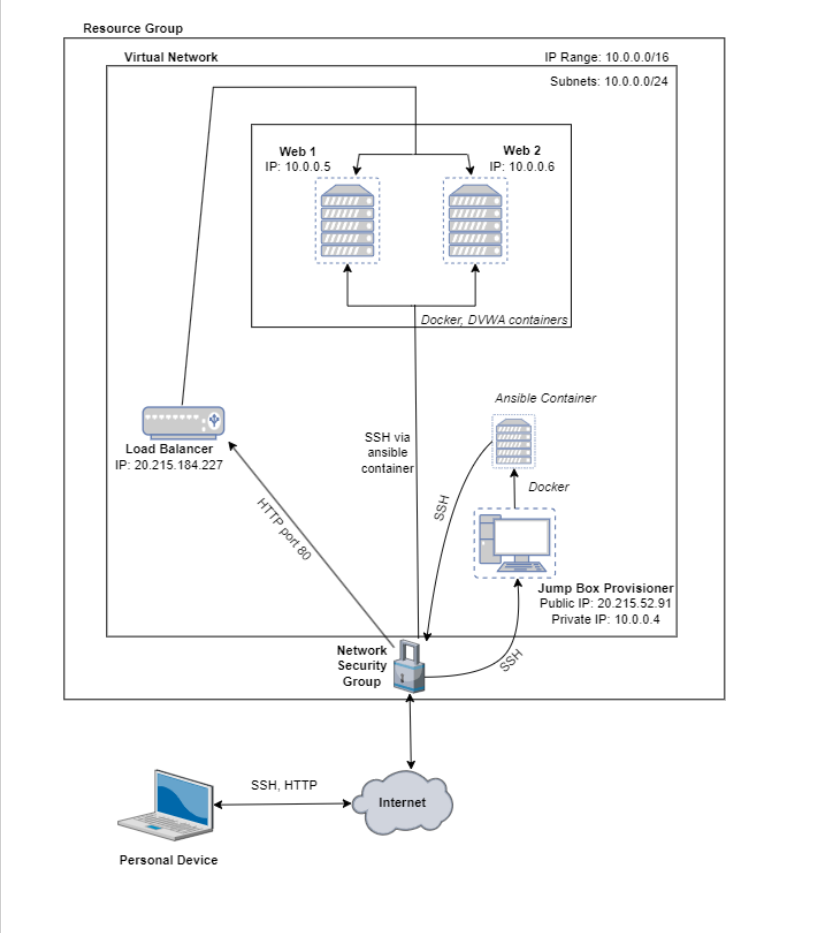 Resource Group
Virtual Network
IP Range: 10.0.0.0/16
Subnets: 10.0.0.0/24
Web 1
IP: 10.0.0.5
Web 2
IP: 10.0.0.6
Docker, DVWA containers
Ansible Container
Load Balancer
IP: 20.215.184.227
SSH via
ansible
container
Docker
SSH
HTTP port 80
Jump Box Provisioner
Public IP: 20.215.52.91
Private IP: 10.0.0.4
Network
Security
Group
SSH
SSH, HTTP
Internet
Personal Device